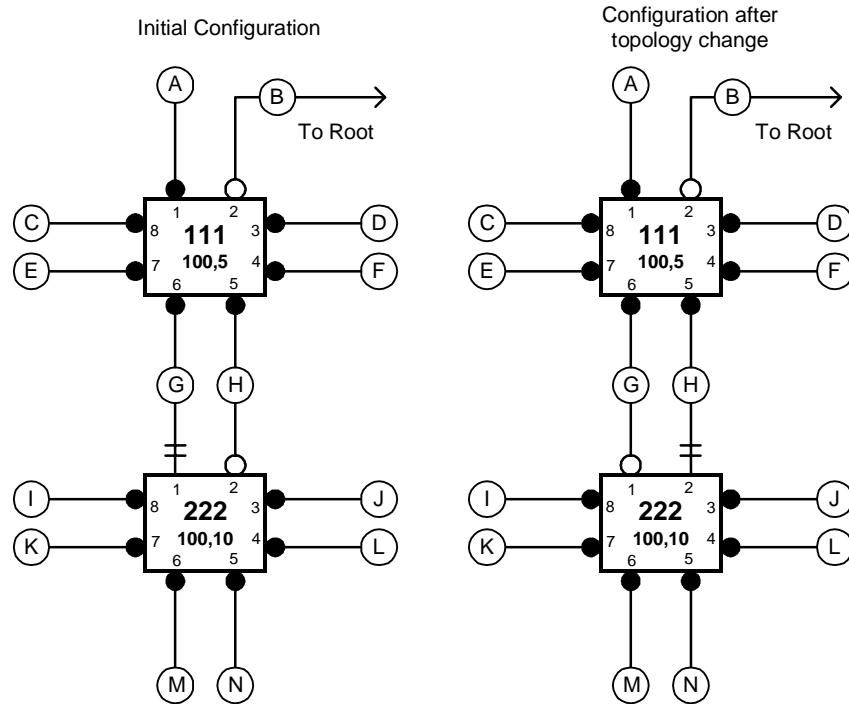 Initial Configuration
Configuration after
topology change
A
B
To Root
A
B
To Root
C
8
1
2
3
D
111
E
7
100,5
4
F
6
5
C
8
1
2
3
D
111
E
7
100,5
4
F
6
5
G
H
G
H
I
8
1
2
3
J
222
K
7
100,10
4
L
6
5
I
8
1
2
3
J
222
K
7
100,10
4
L
6
5
M
N
M
N